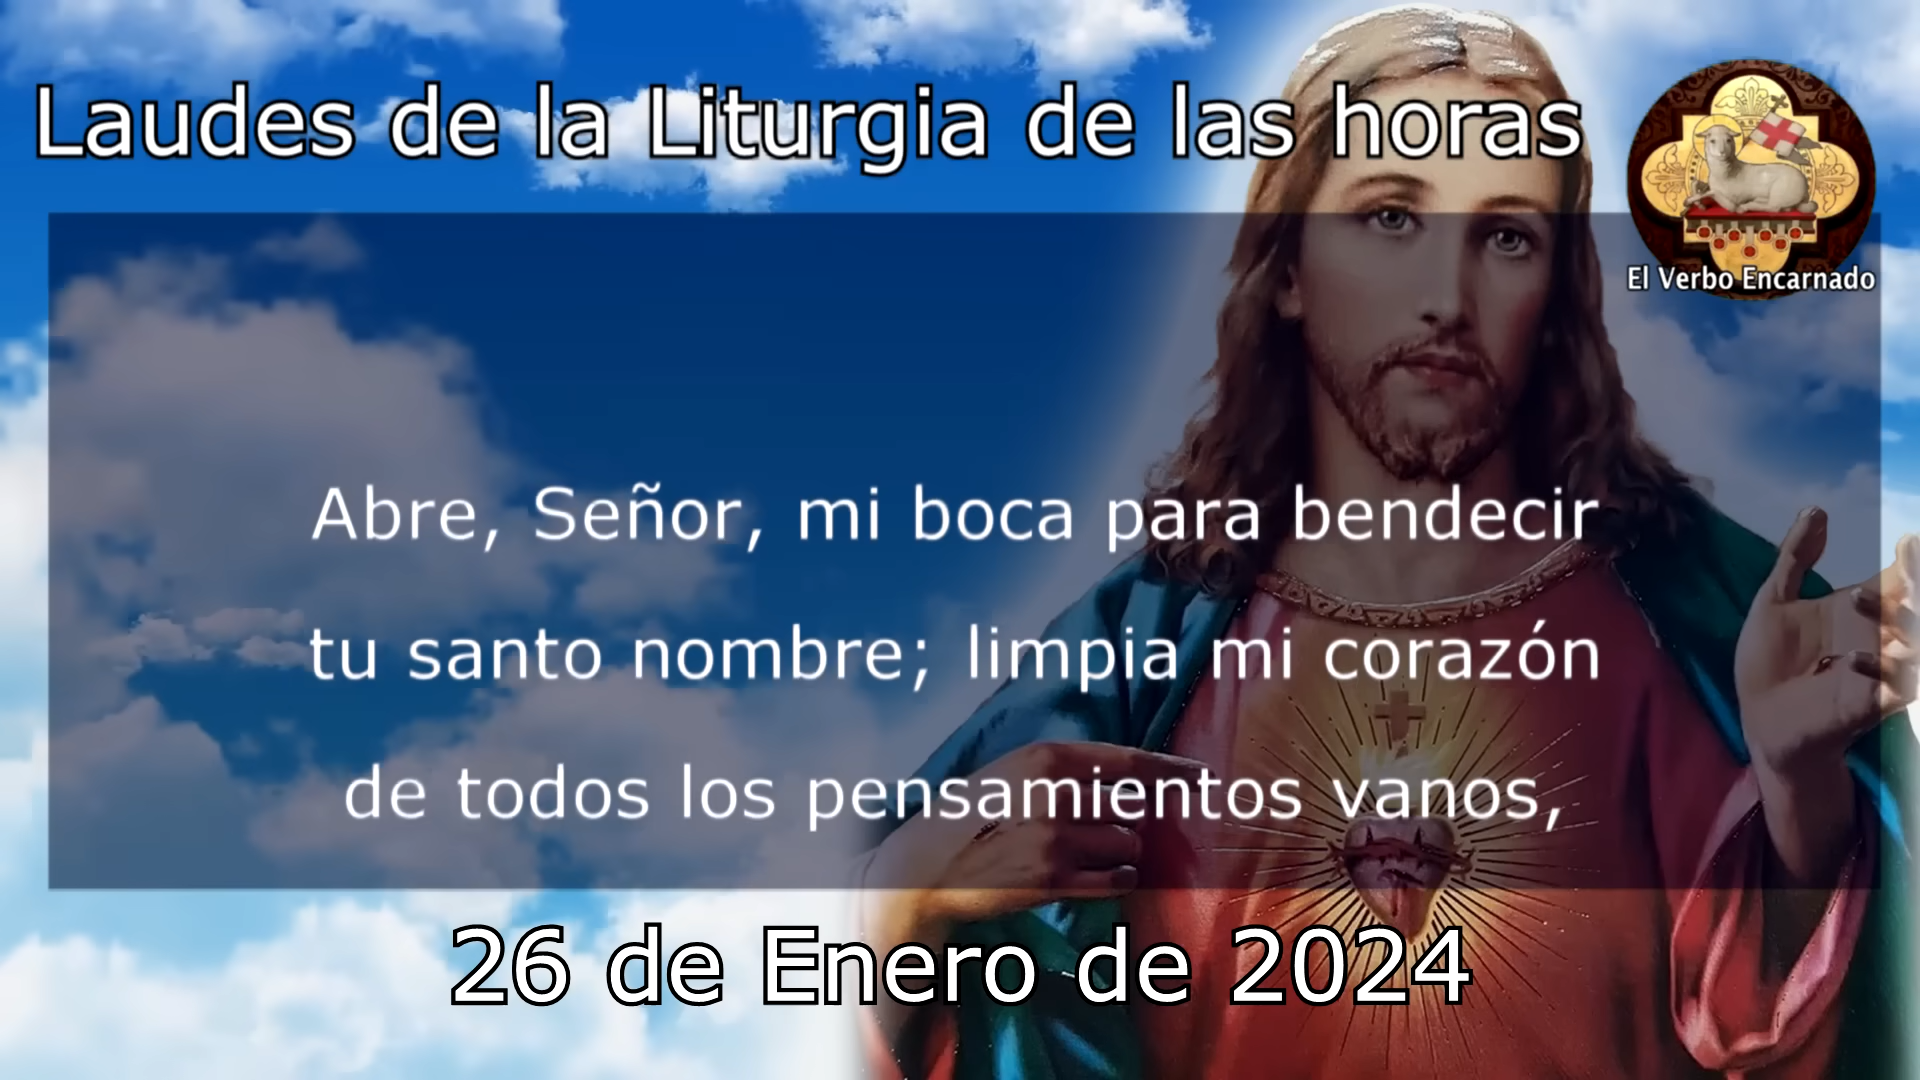 Laudes de la Liturgia de las horas
El Verbo Encarnado
Abre, Señor, mi boca para bendecir
tu santo nombre; limpia mi corazón
de todos los pensamientos vanos,
26 de Enero de 2024